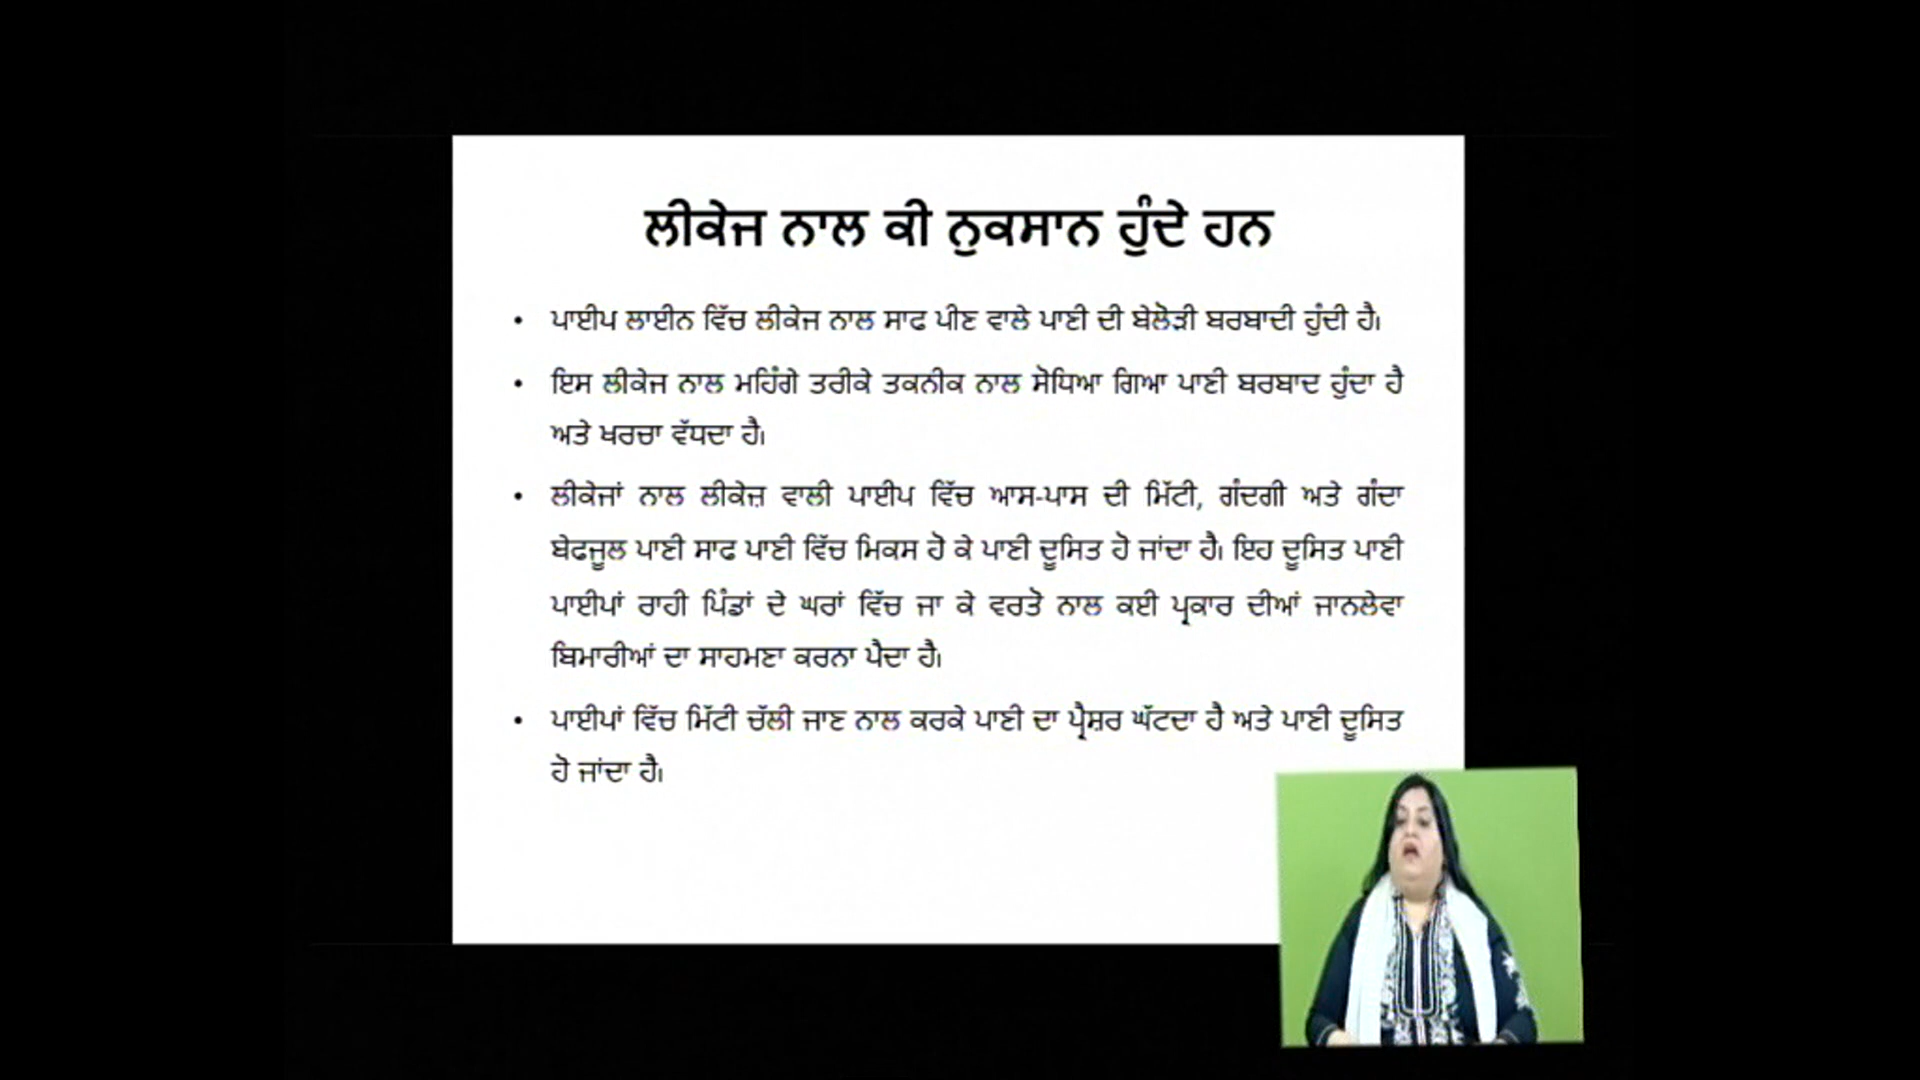 ਲੀਕੇਜ ਨਾਲ ਕੀ ਨੁਕਸਾਨ ਹੁੰਦੇ ਹਨ
• ਪਾਈਪ ਲਾਈਨ ਵਿੱਚ ਲੀਕੇਜ ਨਾਲ ਸਾਫ ਪੀਣ ਵਾਲੇ ਪਾਣੀ ਦੀ ਬੇਲੋੜੀ ਬਰਬਾਦੀ ਹੁੰਦੀ ਹੈ।
• ਇਸ ਲੀਕੇਜ ਨਾਲ ਮਹਿੰਗੇ ਤਰੀਕੇ ਤਕਨੀਕ ਨਾਲ ਸੋਧਿਆ ਗਿਆ ਪਾਣੀ ਬਰਬਾਦ ਹੁੰਦਾ ਹੈ
ਅਤੇ ਖਰਚਾ ਵੱਧਦਾ ਹੈ।
• ਲੀਕੇਜਾਂ ਨਾਲ ਲੀਕੇਜ਼ ਵਾਲੀ ਪਾਈਪ ਵਿੱਚ ਆਸ-ਪਾਸ ਦੀ ਮਿੱਟੀ, ਗੰਦਗੀ ਅਤੇ ਗੰਦਾ
ਬੇਫਜੂਲ ਪਾਣੀ ਸਾਫ ਪਾਣੀ ਵਿੱਚ ਮਿਕਸ ਹੋ ਕੇ ਪਾਣੀ ਦੂਸਿਤ ਹੋ ਜਾਂਦਾ ਹੈ। ਇਹ ਦੂਸਿਤ ਪਾਣੀ
ਪਾਈਪਾਂ ਰਾਹੀ ਪਿੰਡਾਂ ਦੇ ਘਰਾਂ ਵਿੱਚ ਜਾ ਕੇ ਵਰਤੋ ਨਾਲ ਕਈ ਪ੍ਰਕਾਰ ਦੀਆਂ ਜਾਨਲੇਵਾ
ਬਿਮਾਰੀਆਂ ਦਾ ਸਾਹਮਣਾ ਕਰਨਾ ਪੈਦਾ ਹੈ।
• ਪਾਈਪਾਂ ਵਿੱਚ ਮਿੱਟੀ ਚੱਲੀ ਜਾਣ ਨਾਲ ਕਰਕੇ ਪਾਣੀ ਦਾ ਪ੍ਰੈਸ਼ਰ ਘੱਟਦਾ ਹੈ ਅਤੇ ਪਾਣੀ ਦੂਸਿਤ
ਹੋ ਜਾਂਦਾ ਹੈ।